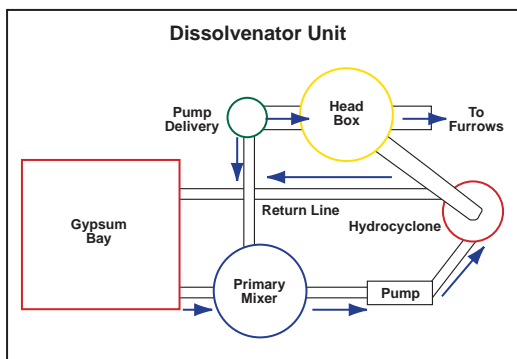 Dissolvenator Unit
Pump
Delivery
Head
Box
To
Furrows
Gypsum
Bay
Return Line
Hydrocyclone
Primary
Mixer
Pump